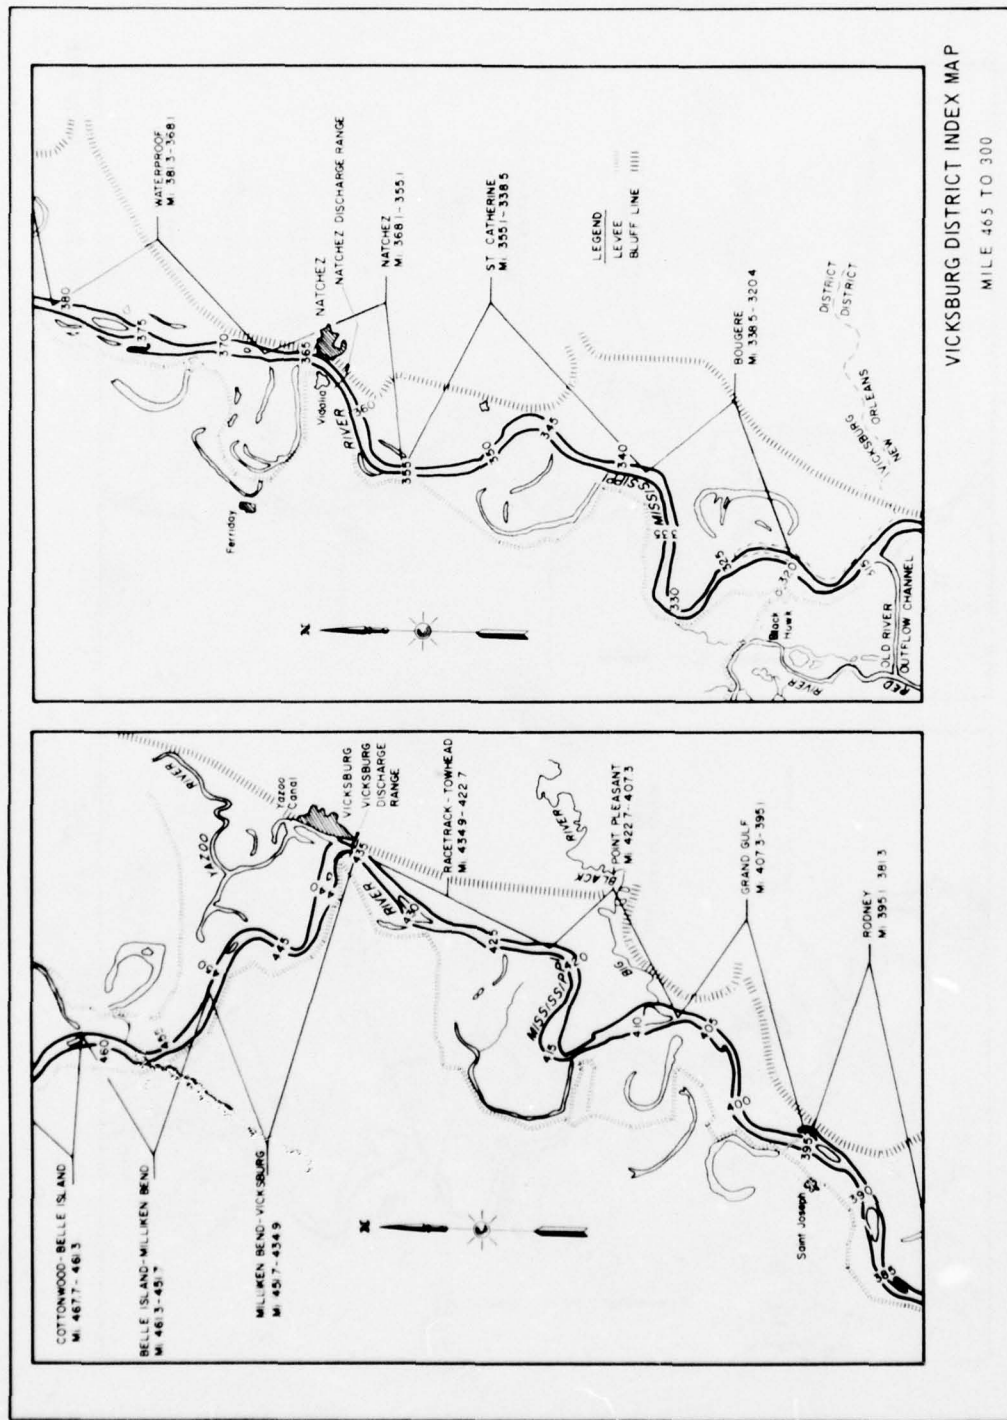 COTTONWOOD-BELLE ISLAND
MI. 467.7-461.3
BELLE ISLAND-MILLIKEN BEND
MI 461.3-451.7
MILLIKEN BEND-VICKSBURG
MI 451.7-434.9
460
450
445
440
435
YAZOO
RIVER
Yazoo
Canal
VICKSBURG
VICKSBURG
DISCHARGE
RANGE
RIVER
430
RACETRACK-TOWHEAD
MI. 434.9-422.7
425
420
MISSISSIPPI
415
BIG
BLACK
RIVER
POINT PLEASANT
MI 422.7-407.3
410
405
GRAND GULF
MI. 407.3-395.1
400
395
Saint Joseph
RODNEY
MI. 395.1 381.3
390
385
N
WATERPROOF
MI. 381.3-368.1
380
375
370
365
NATCHEZ
NATCHEZ DISCHARGE RANGE
Vidalia
Ferriday
360
RIVER
355
NATCHEZ
MI. 368.1-355.1
350
345
340
ST CATHERINE
MI. 355.1-338.5
LEGEND
LEVEE
BLUFF LINE
MISSISSIPPI
335
330
325
320
315
BOUGERE
MI 338.5-320.4
VICKSBURG DISTRICT
NEW ORLEANS DISTRICT
Black
Hawk
RED RIVER
OLD RIVER
OUTFLOW CHANNEL
N
VICKSBURG DISTRICT INDEX MAP
MILE 465 TO 300